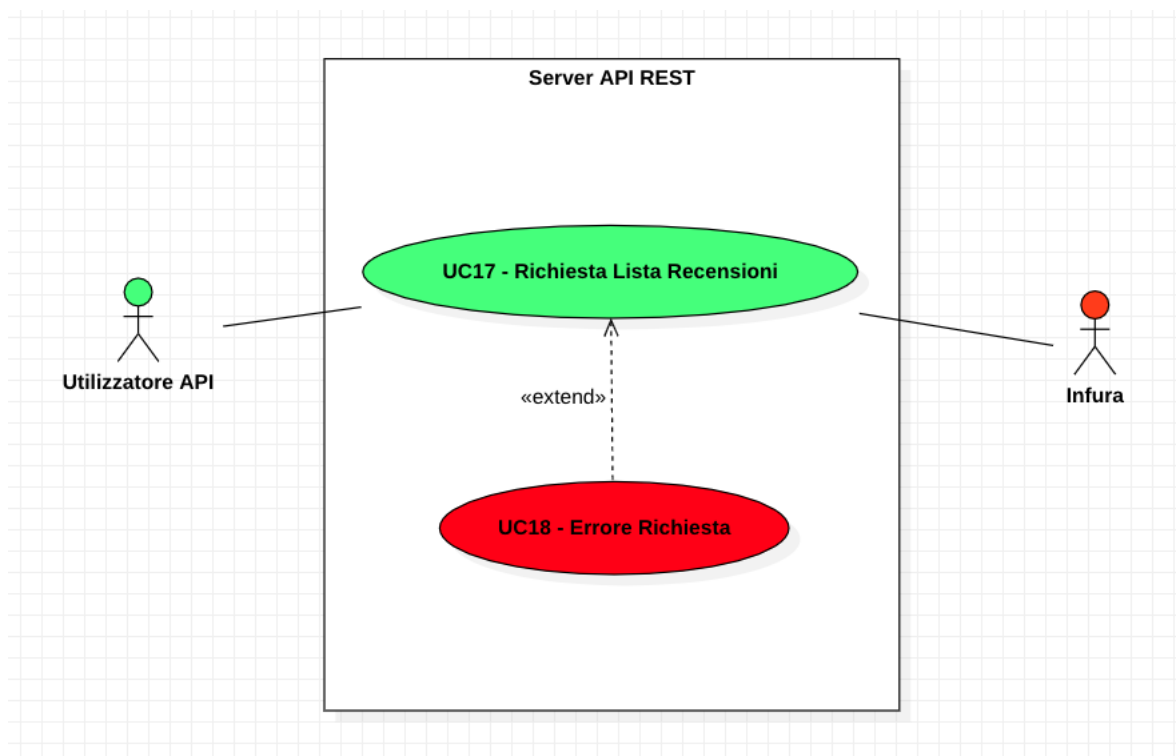 Server API REST
UC17 - Richiesta Lista Recensioni
Utilizzatore API
Infura
«extend»
UC18 - Errore Richiesta